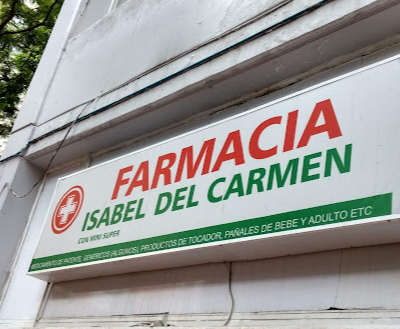 FARMACIA
ISABEL DEL CARMEN
CON MINI SUPER
MEDICAMENTO DE PATENTE, GENERICOS (ALGUNOS), PRODUCTOS DE TOCADOR, PAÑALES DE BEBE Y ADULTO ETC